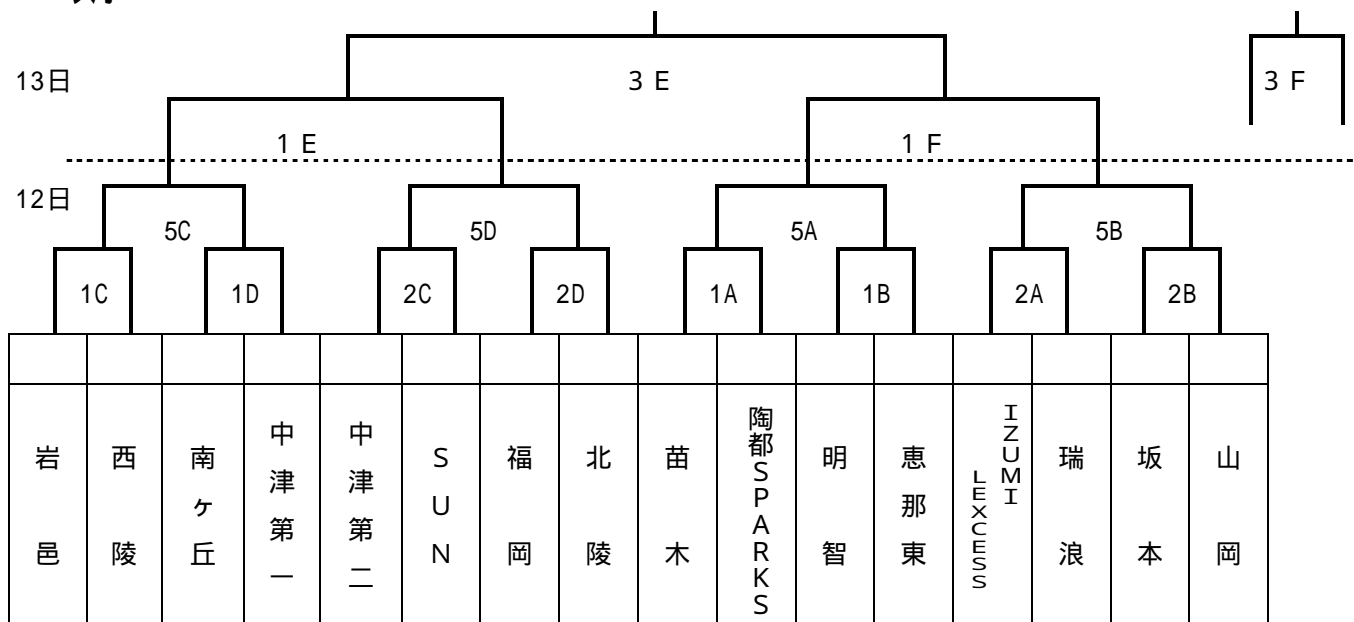 13日
3 E
3 F
1 E
1 F
12日
5C
5D
5A
5B
1C
1D
2C
2D
1A
1B
2A
2B
岩邑
西陵
南ヶ丘
中津第一
中津第二
SUN
福岡
北陵
苗木
陶都SPARKS
明智
恵那東
IZUMI
LEXCESS
瑞浪
坂本
山岡